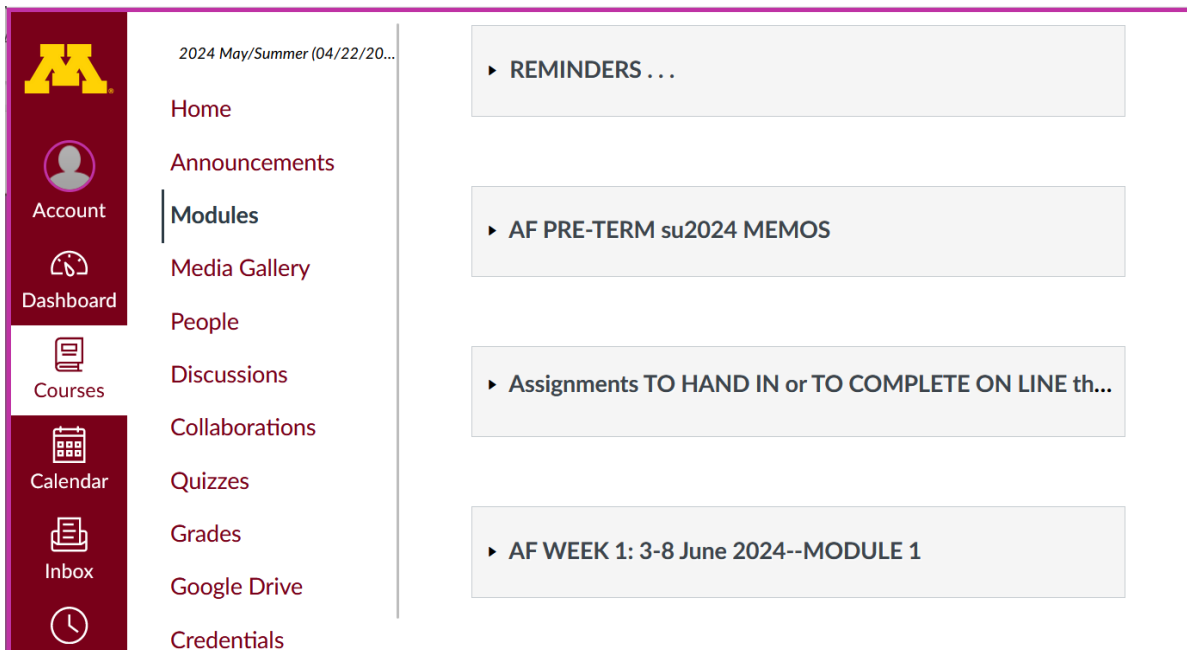 M
Account
Dashboard
Courses
Calendar
Inbox
2024 May/Summer (04/22/20...
Home
Announcements
Modules
Media Gallery
People
Discussions
Collaborations
Quizzes
Grades
Google Drive
Credentials
REMINDERS . . .
AF PRE-TERM su2024 MEMOS
Assignments TO HAND IN or TO COMPLETE ON LINE th...
AF WEEK 1: 3-8 June 2024--MODULE 1